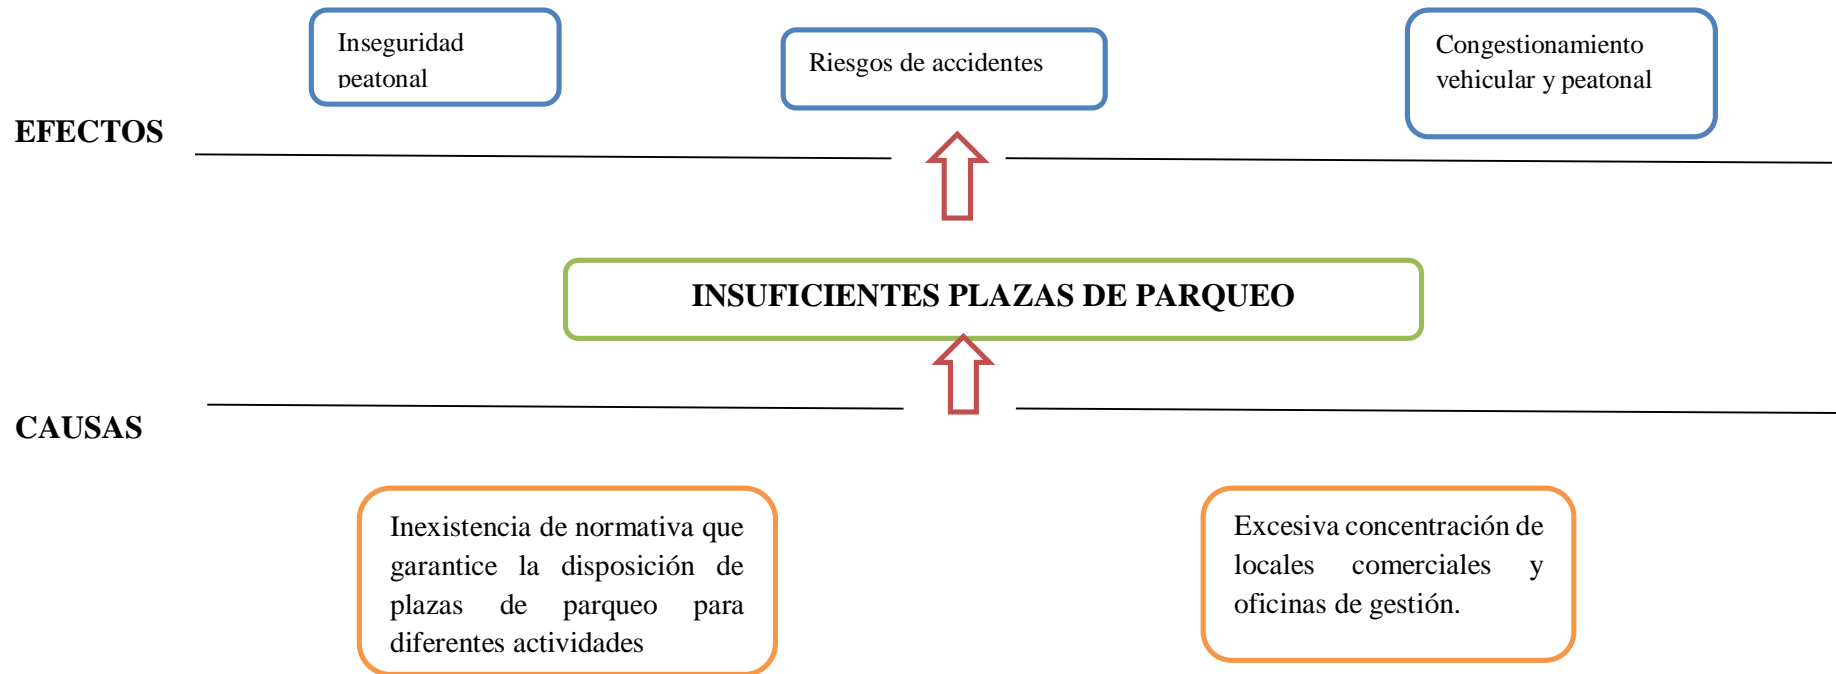 Inseguridad
peatonal
Riesgos de accidentes
Congestionamiento
vehicular y peatonal
EFECTOS
INSUFICIENTES PLAZAS DE PARQUEO
CAUSAS
Inexistencia de normativa que
garantice la disposición de
plazas de parqueo para
diferentes actividades
Excesiva concentración de
locales comerciales y
oficinas de gestión.